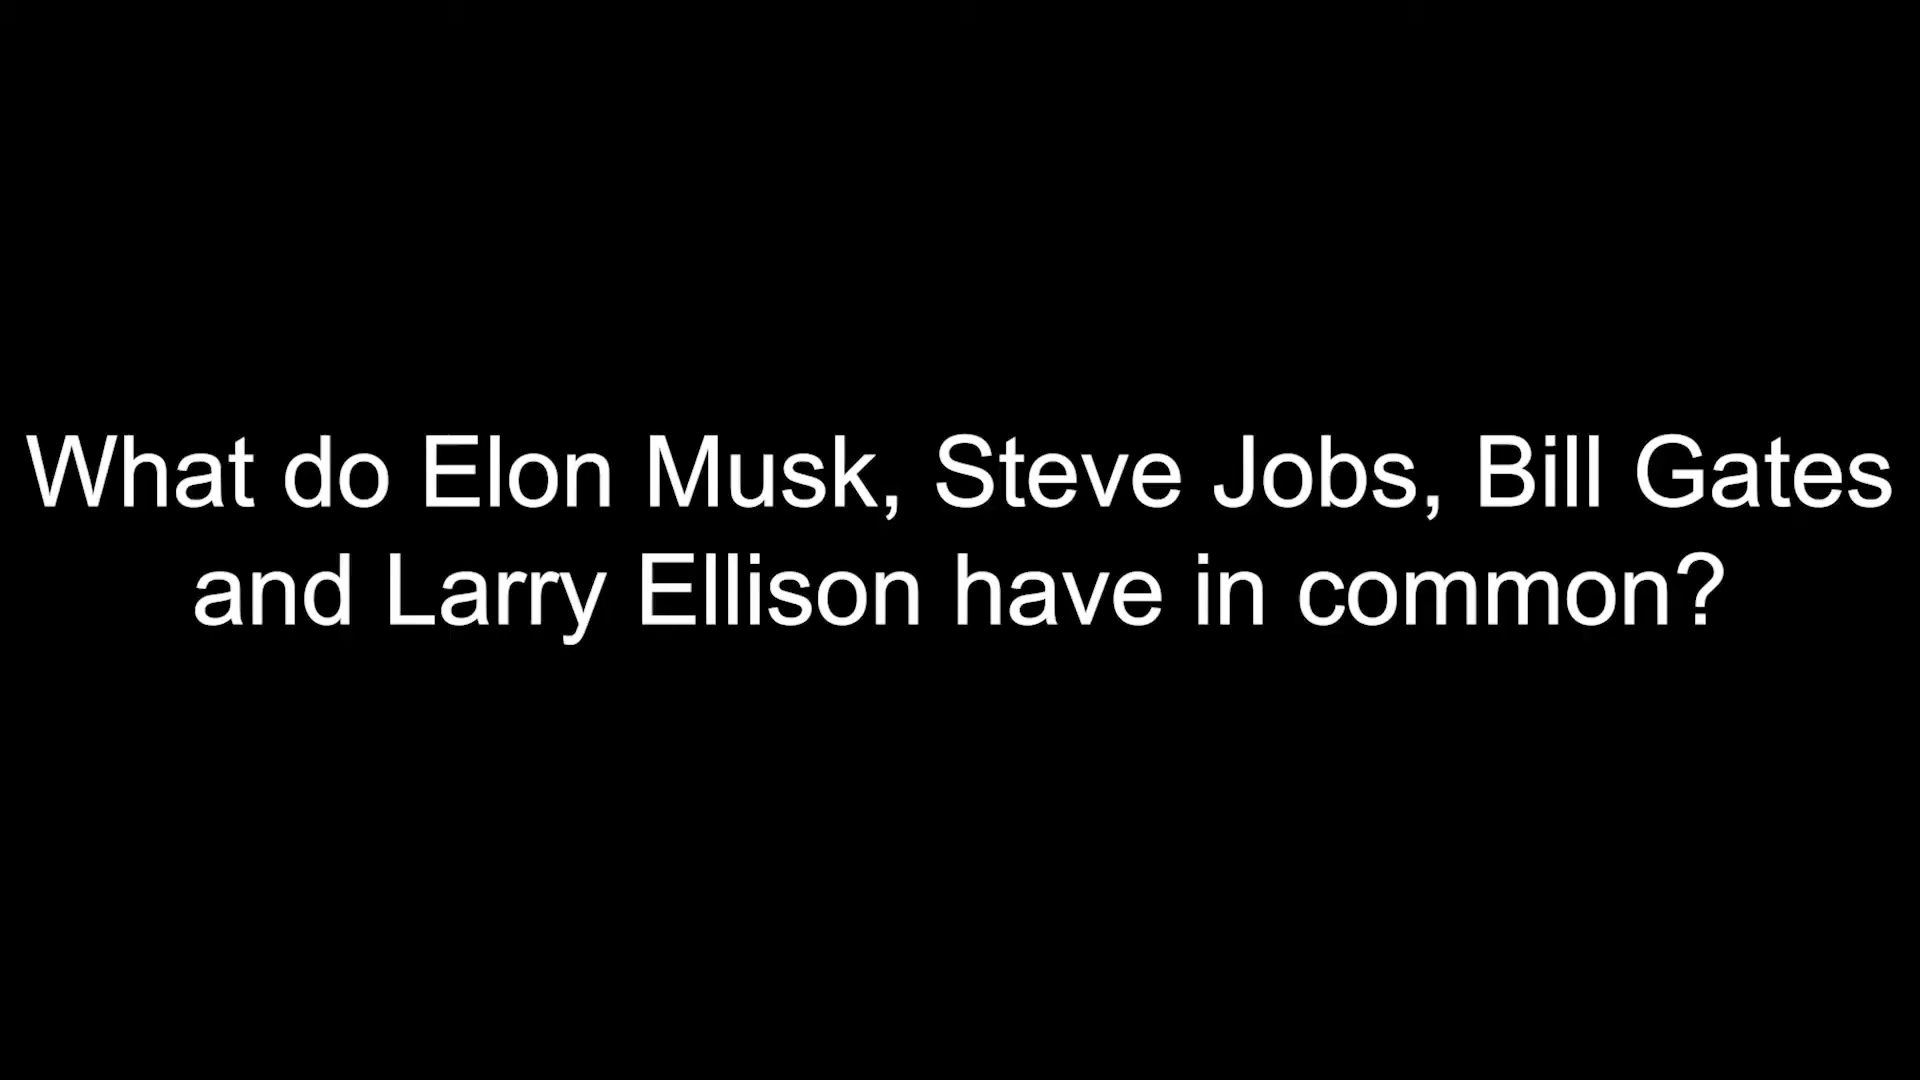 What do Elon Musk, Steve Jobs, Bill Gates
and Larry Ellison have in common?